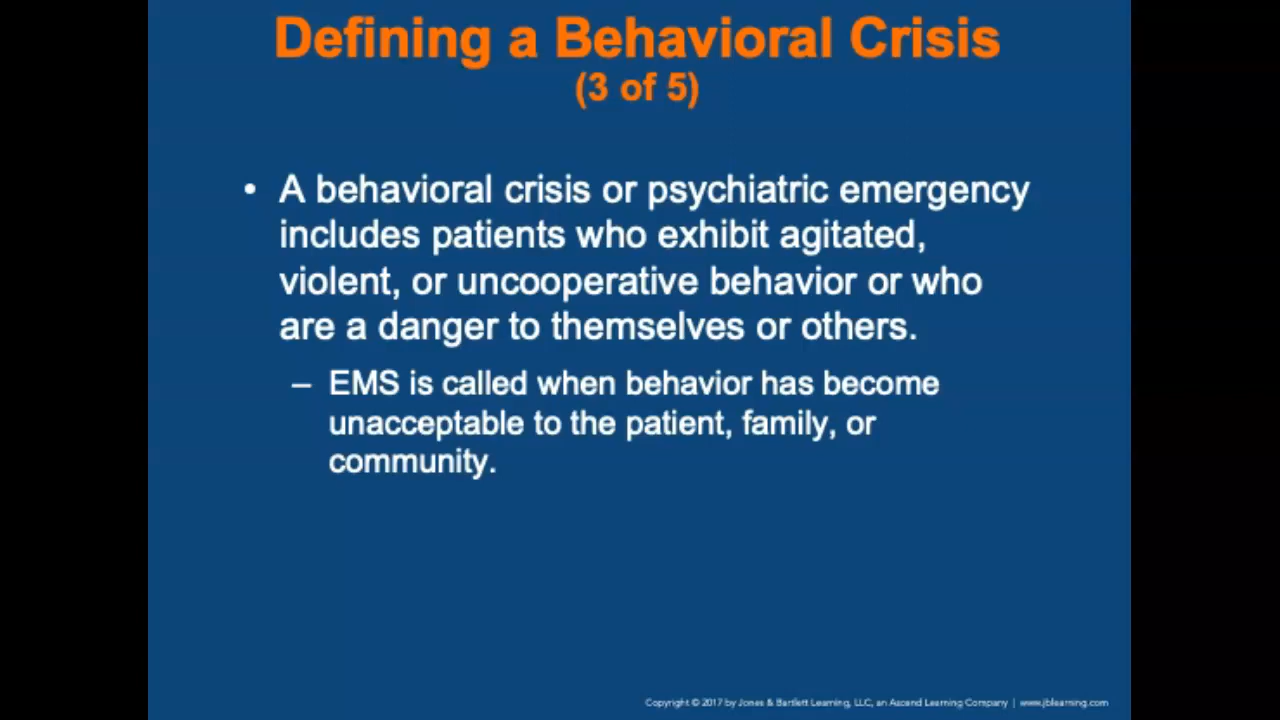 Defining a Behavioral Crisis
(3 of 5)
• A behavioral crisis or psychiatric emergency
includes patients who exhibit agitated,
violent, or uncooperative behavior or who
are a danger to themselves or others.
– EMS is called when behavior has become
unacceptable to the patient, family, or
community.
Copyright © 2017 by Jones & Bartlett Learning, LLC, an Ascend Learning Company | www.jblearning.com